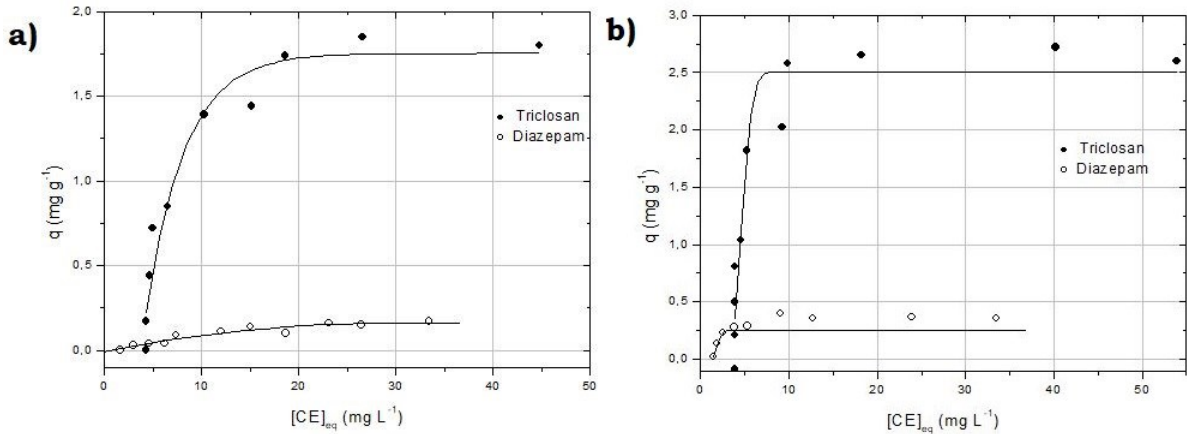 a)
2,0
1,5
1,0
0,5
0,0
q (mg g⁻¹)
Triclosan
Diazepam
0 10 20 30 40 50
[CE]eq (mg L⁻¹)
b)
3,0
2,5
2,0
1,5
1,0
0,5
0,0
q (mg g⁻¹)
Triclosan
Diazepam
0 10 20 30 40 50
[CE]eq (mg L⁻¹)